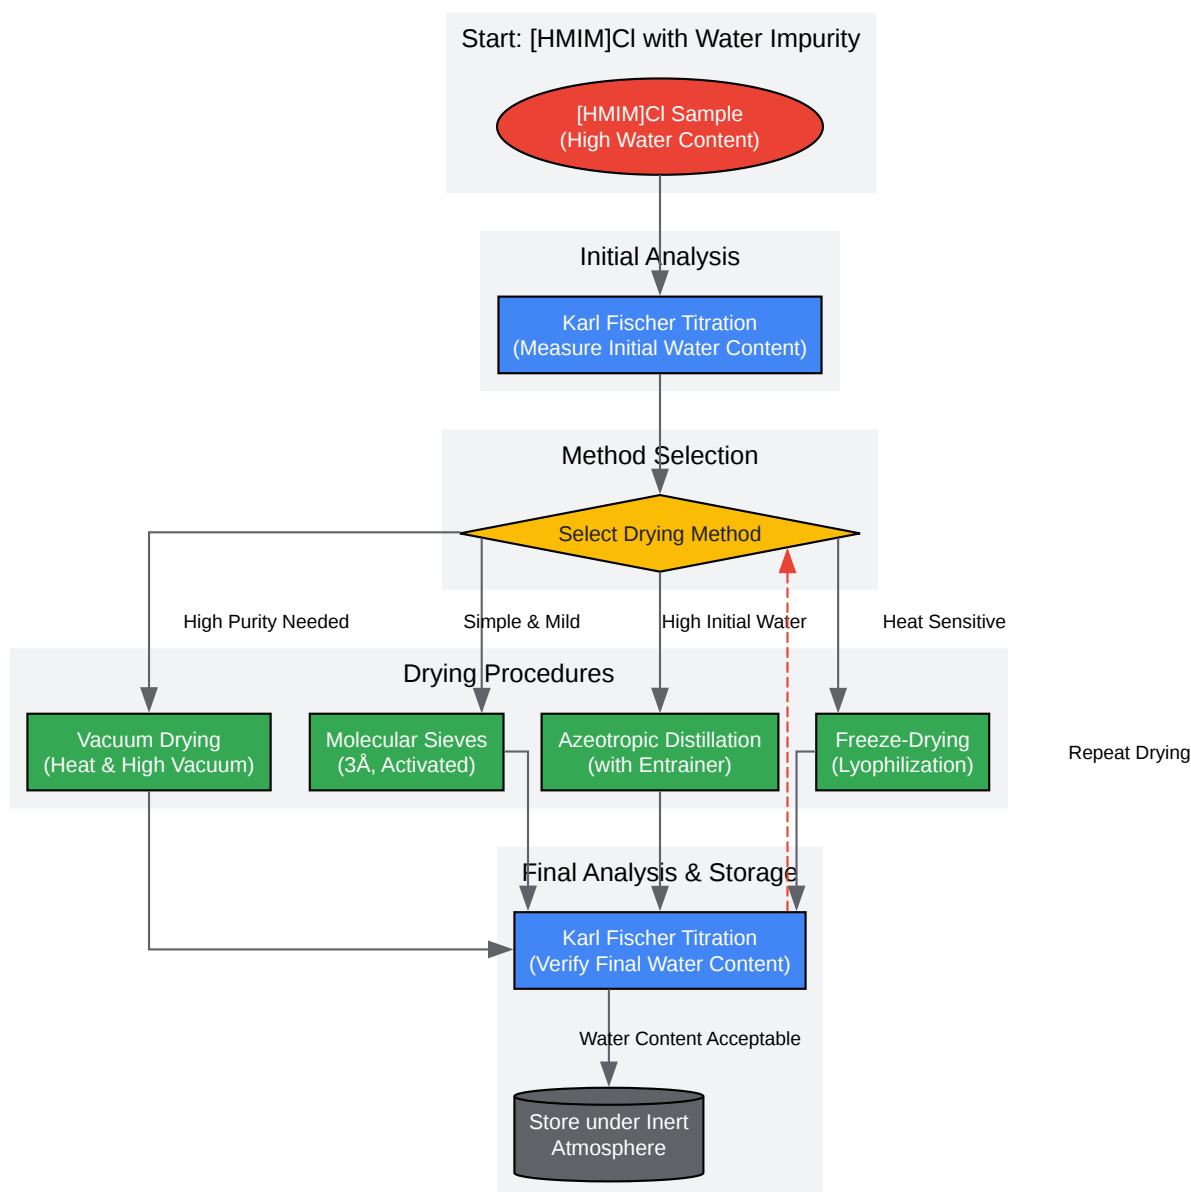 Start: [HMIM]Cl with Water Impurity
[HMIM]Cl Sample
(High Water Content)
Initial Analysis
Karl Fischer Titration
(Measure Initial Water Content)
Method Selection
Select Drying Method
High Purity Needed
Simple & Mild
High Initial Water
Heat Sensitive
Drying Procedures
Vacuum Drying
(Heat & High Vacuum)
Molecular Sieves
(3Å, Activated)
Azeotropic Distillation
(with Entrainer)
Freeze-Drying
(Lyophilization)
Repeat Drying
Final Analysis & Storage
Karl Fischer Titration
(Verify Final Water Content)
Water Content Acceptable
Store under Inert
Atmosphere